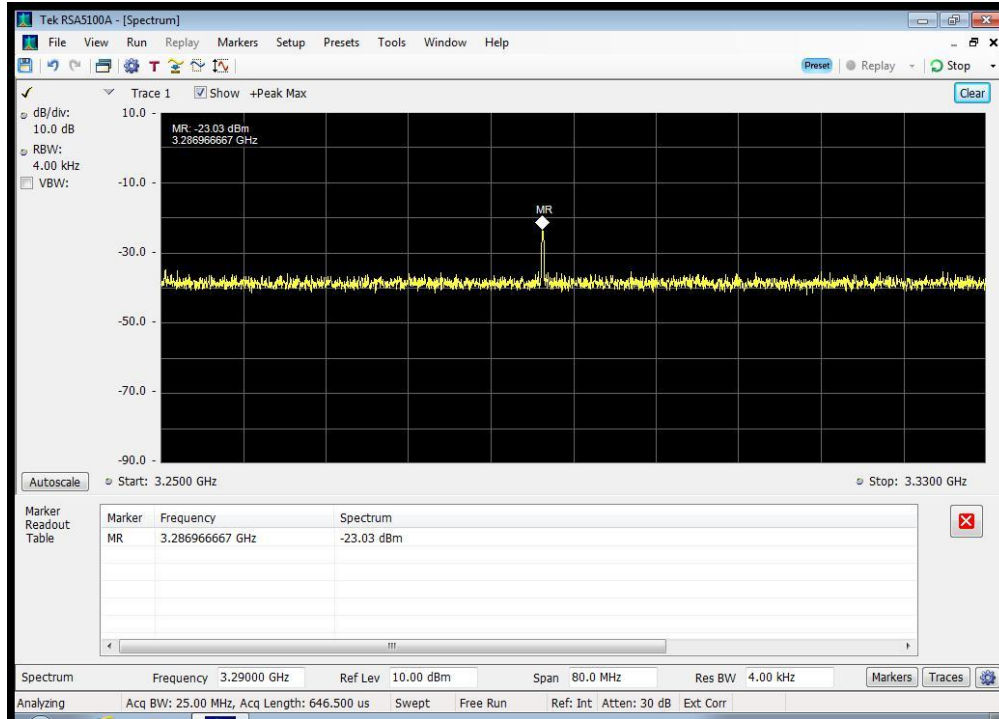 Tek RSA5100A - [Spectrum]
File View Run Replay Markers Setup Presets Tools Window Help
Preset Replay Stop
Trace 1 Show +Peak Max Clear
dB/div:
10.0 dB
RBW:
4.00 kHz
VBW:
10.0
-10.0
-30.0
-50.0
-70.0
-90.0
MR: -23.03 dBm
3.286966667 GHz
MR
Autoscale Start: 3.2500 GHz Stop: 3.3300 GHz
Marker
Readout
Table
Marker Frequency Spectrum
MR 3.286966667 GHz -23.03 dBm
Spectrum Frequency 3.29000 GHz Ref Lev 10.00 dBm Span 80.0 MHz Res BW 4.00 kHz Markers Traces
Analyzing Acq BW: 25.00 MHz, Acq Length: 646.500 us Swept Free Run Ref: Int Atten: 30 dB Ext Corr